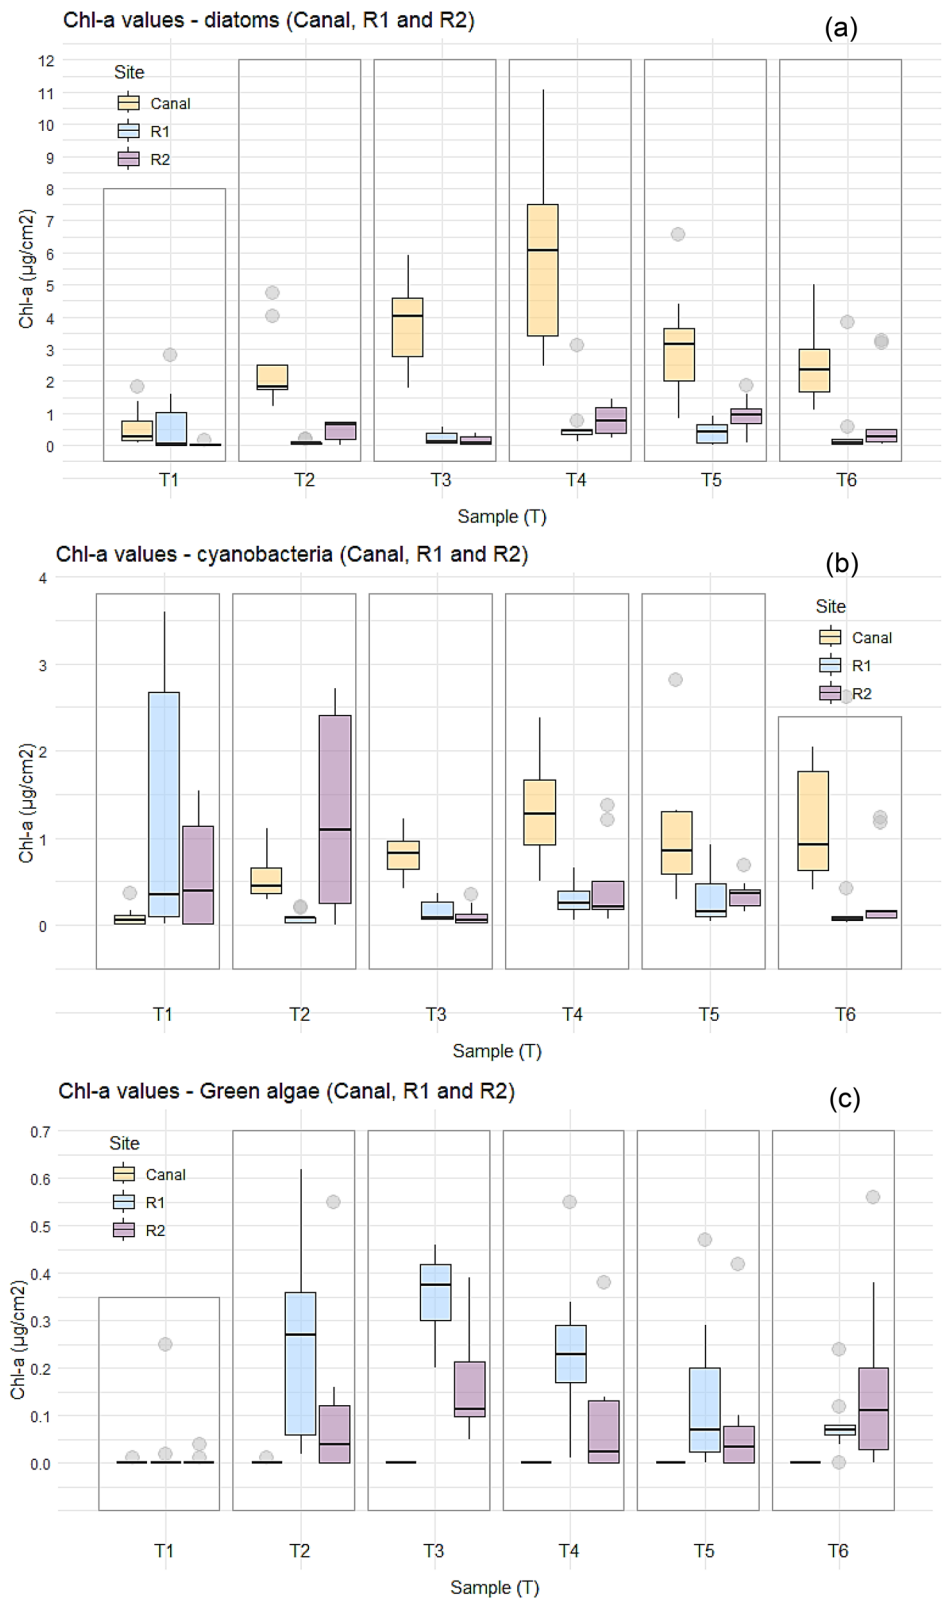 Chl-a values - diatoms (Canal, R1 and R2)
(a)
Site
Canal
R1
R2
12
11
10
9
8
7
6
5
4
3
2
1
0
Chl-a (µg/cm2)
T1 T2 T3 T4 T5 T6
Sample (T)
Chl-a values - cyanobacteria (Canal, R1 and R2)
(b)
Site
Canal
R1
R2
4
3
2
1
0
Chl-a (µg/cm2)
T1 T2 T3 T4 T5 T6
Sample (T)
Chl-a values - Green algae (Canal, R1 and R2)
(c)
Site
Canal
R1
R2
0.7
0.6
0.5
0.4
0.3
0.2
0.1
0.0
Chl-a (µg/cm2)
T1 T2 T3 T4 T5 T6
Sample (T)